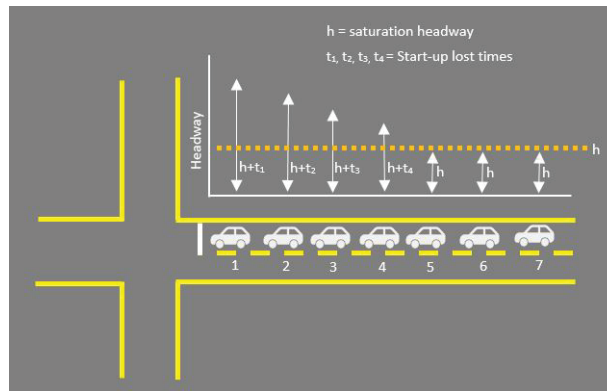 h = saturation headway
t₁, t₂, t₃, t₄ = Start-up lost times
Headway
h
h+t₁ h+t₂ h+t₃ h+t₄ h h h
1 2 3 4 5 6 7